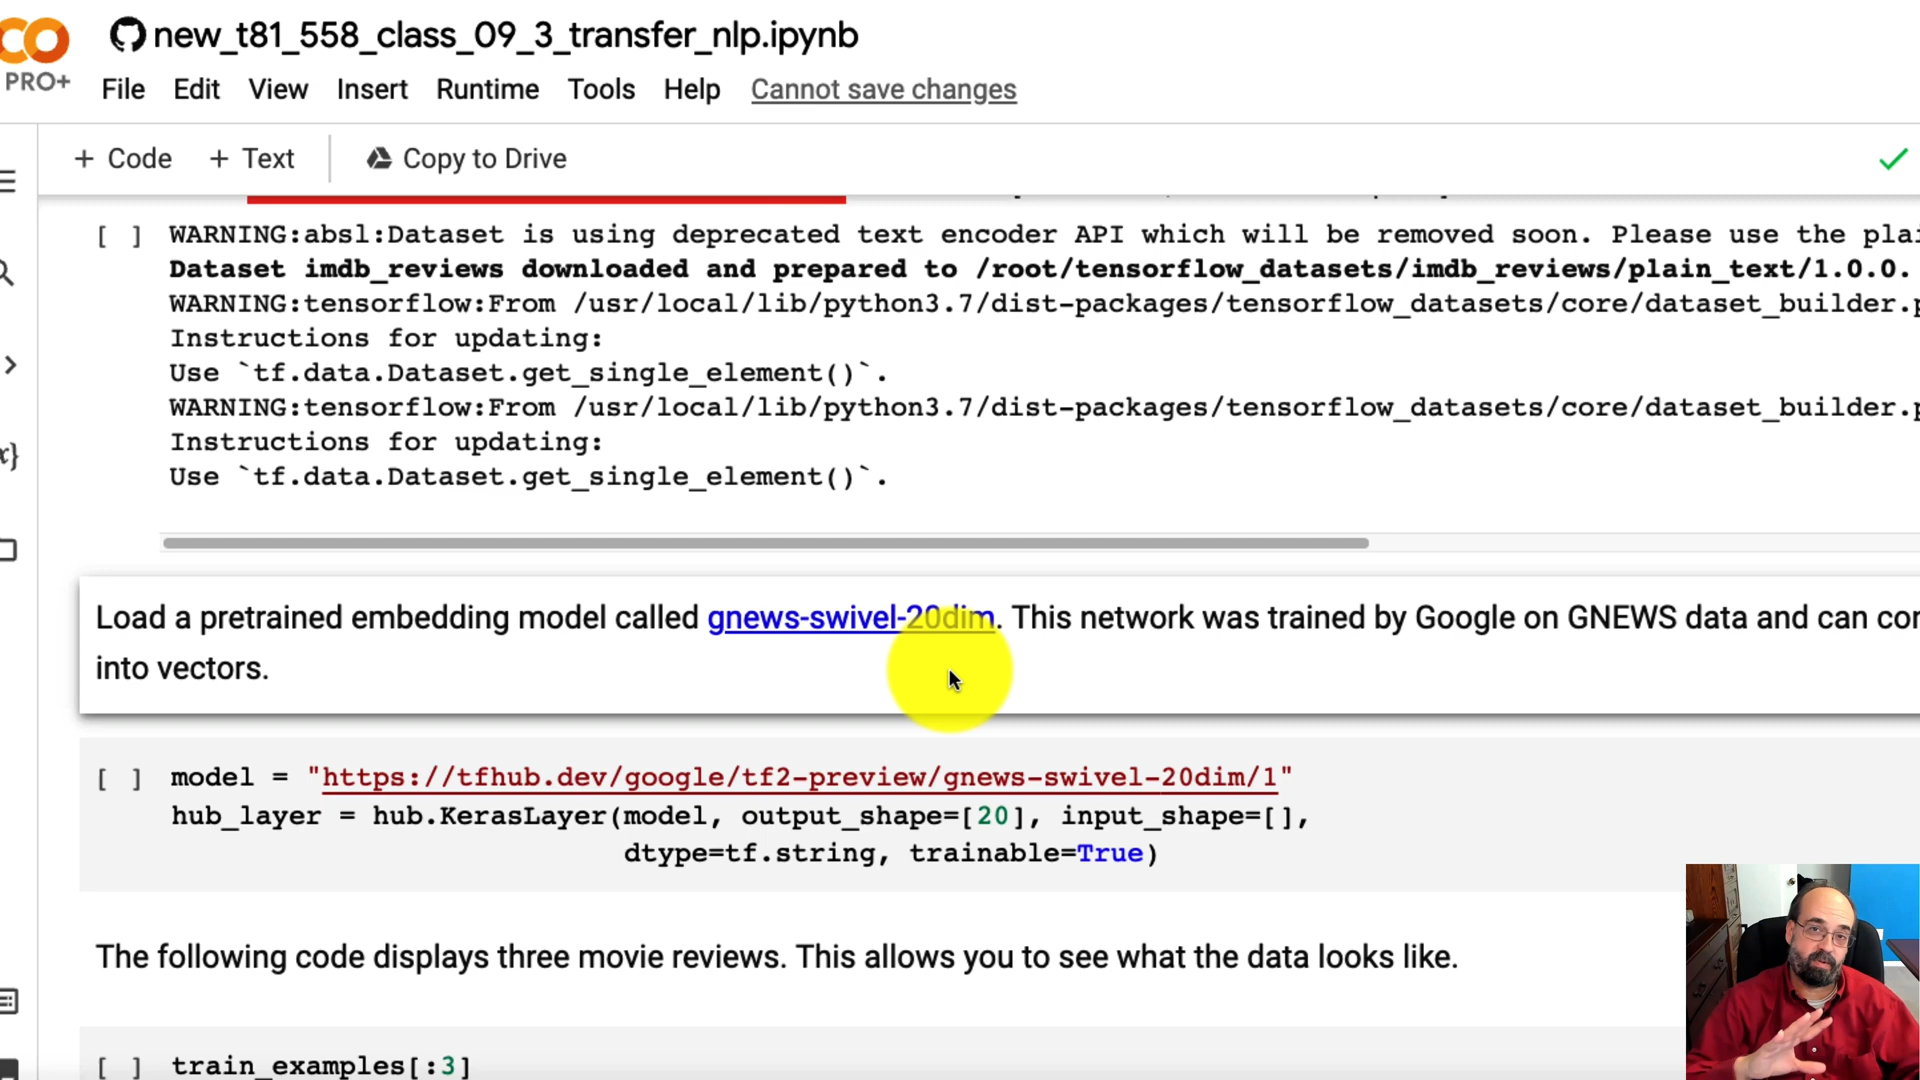 new_t81_558_class_09_3_transfer_nlp.ipynb
PRO+
File Edit View Insert Runtime Tools Help Cannot save changes
+ Code + Text Copy to Drive
[ ] WARNING:absl:Dataset is using deprecated text encoder API which will be removed soon. Please use the plai
Dataset imdb_reviews downloaded and prepared to /root/tensorflow_datasets/imdb_reviews/plain_text/1.0.0.
WARNING:tensorflow:From /usr/local/lib/python3.7/dist-packages/tensorflow_datasets/core/dataset_builder.p
Instructions for updating:
Use `tf.data.Dataset.get_single_element()`.
WARNING:tensorflow:From /usr/local/lib/python3.7/dist-packages/tensorflow_datasets/core/dataset_builder.p
Instructions for updating:
Use `tf.data.Dataset.get_single_element()`.
Load a pretrained embedding model called gnews-swivel-20dim. This network was trained by Google on GNEWS data and can con
into vectors.
[ ] model = "https://tfhub.dev/google/tf2-preview/gnews-swivel-20dim/1"
hub_layer = hub.KerasLayer(model, output_shape=[20], input_shape=[],
dtype=tf.string, trainable=True)
The following code displays three movie reviews. This allows you to see what the data looks like.
[ ] train_examples[:3]